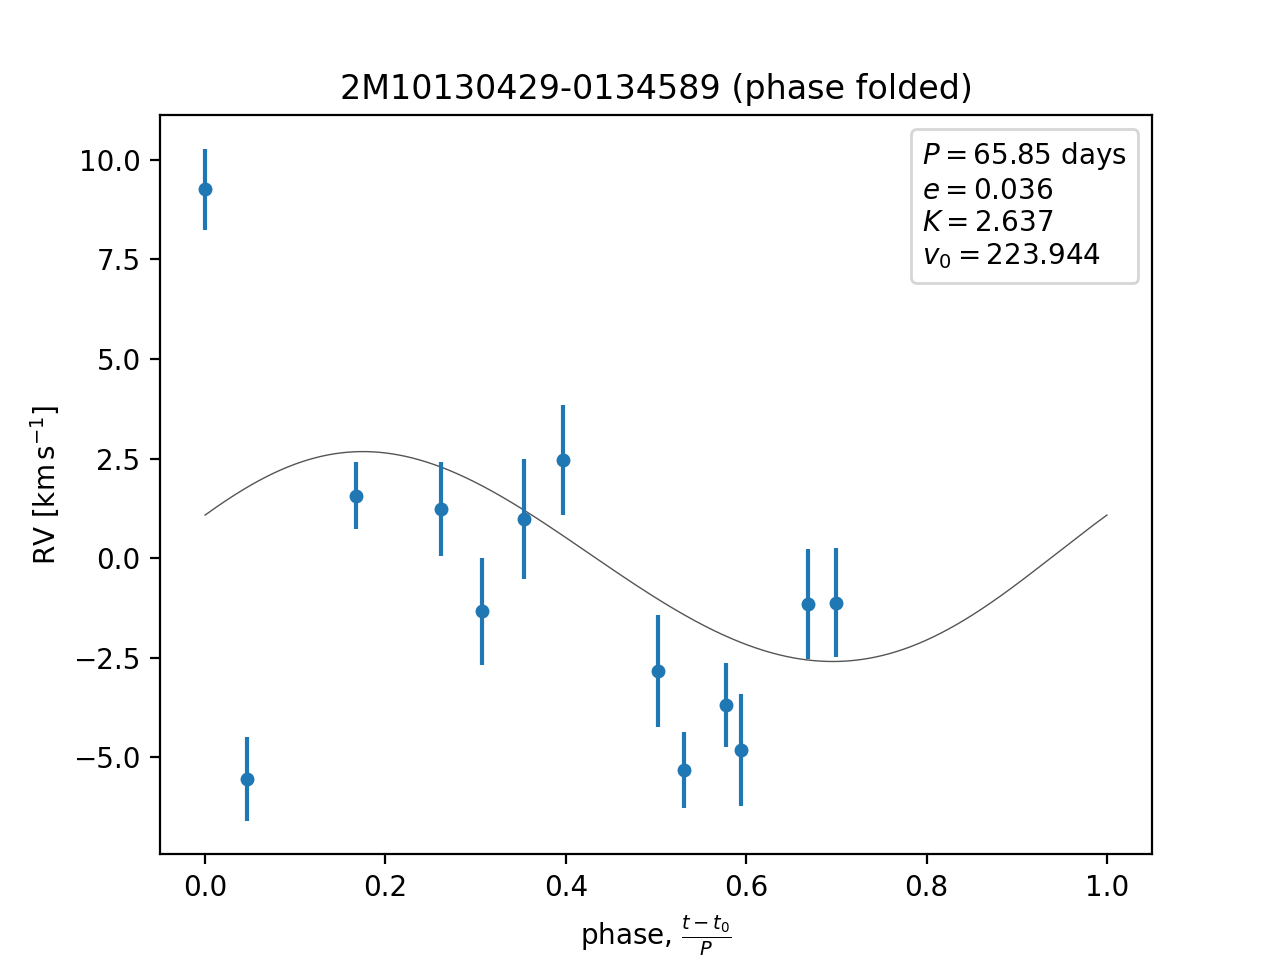 2M10130429-0134589 (phase folded)
P = 65.85 days
e = 0.036
K = 2.637
v₀ = 223.944
10.0
7.5
5.0
2.5
0.0
−2.5
−5.0
RV [km s⁻¹]
0.0 0.2 0.4 0.6 0.8 1.0
phase, (t − t₀)/P